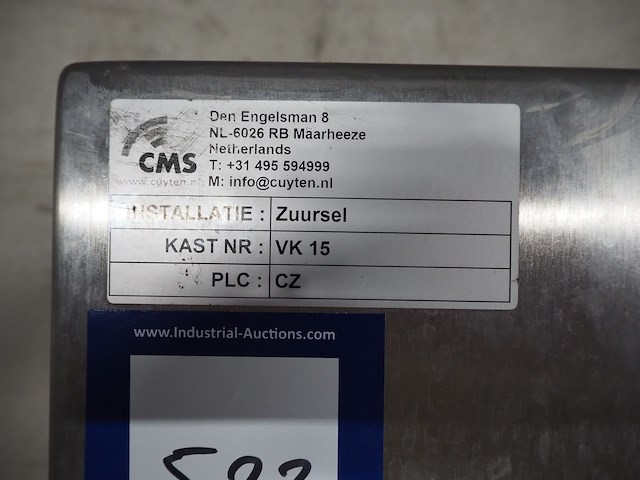 Den Engelsman 8
NL-6026 RB Maarheeze
Netherlands
T: +31 495 594999
CMS
www.cuyten.nl M: info@cuyten.nl
INSTALLATIE : Zuursel
KAST NR : VK 15
PLC : CZ
www.Industrial-Auctions.com